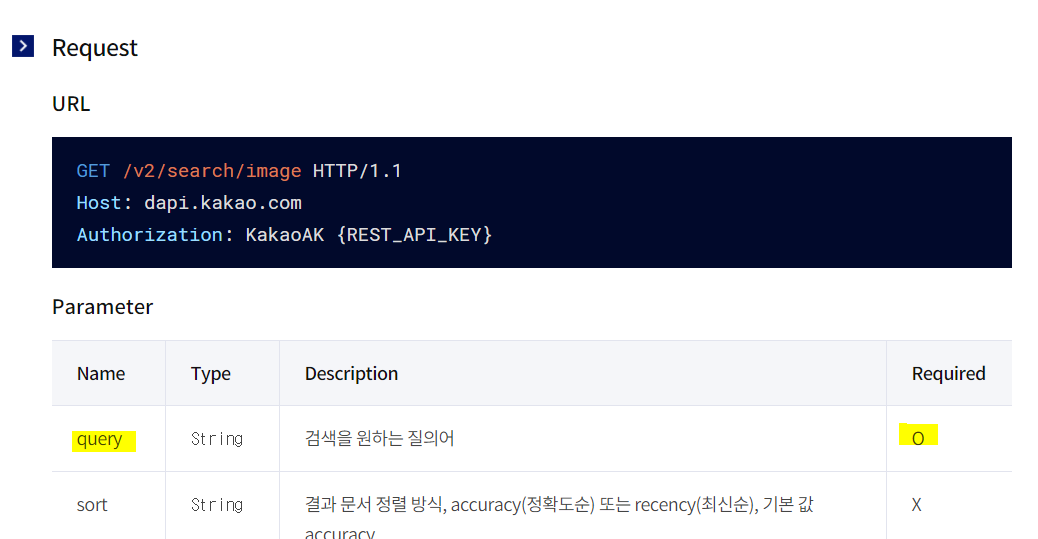 Request
URL
GET /v2/search/image HTTP/1.1
Host: dapi.kakao.com
Authorization: KakaoAK {REST_API_KEY}
Parameter
Name Type Description Required
query String 검색을 원하는 질의어 O
sort String 결과 문서 정렬 방식, accuracy(정확도순) 또는 recency(최신순), 기본 값 X
accuracy